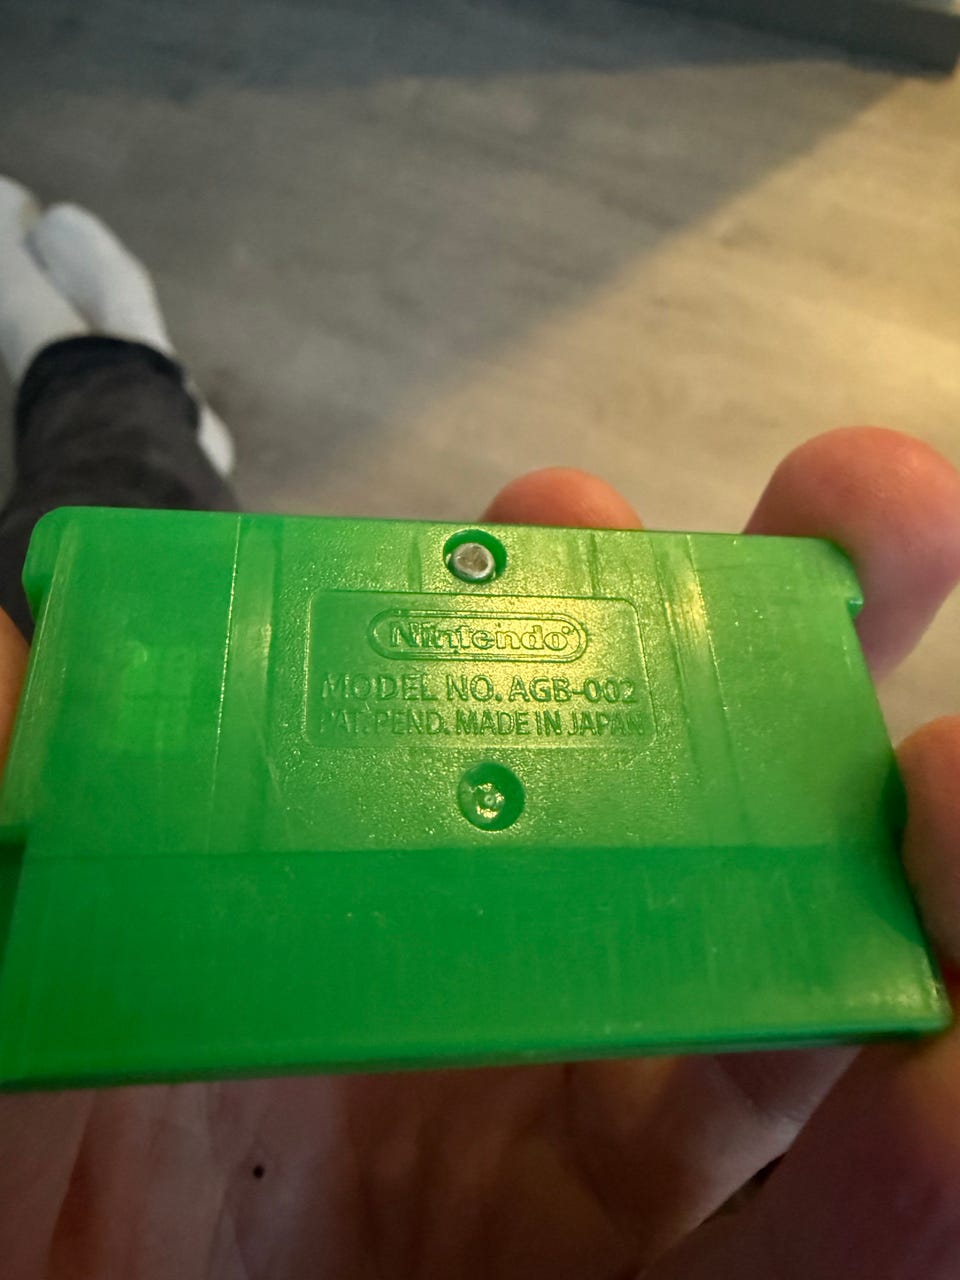 Nintendo®
MODEL NO. AGB-002
PAT. PEND. MADE IN JAPAN